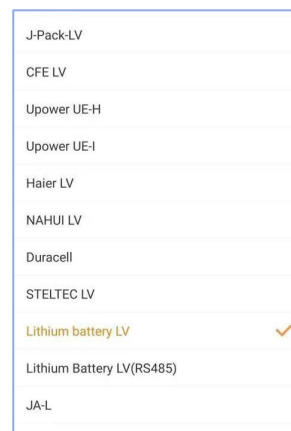 J-Pack-LV
CFE LV
Upower UE-H
Upower UE-I
Haier LV
NAHUI LV
Duracell
STELTEC LV
Lithium battery LV
Lithium Battery LV(RS485)
JA-L